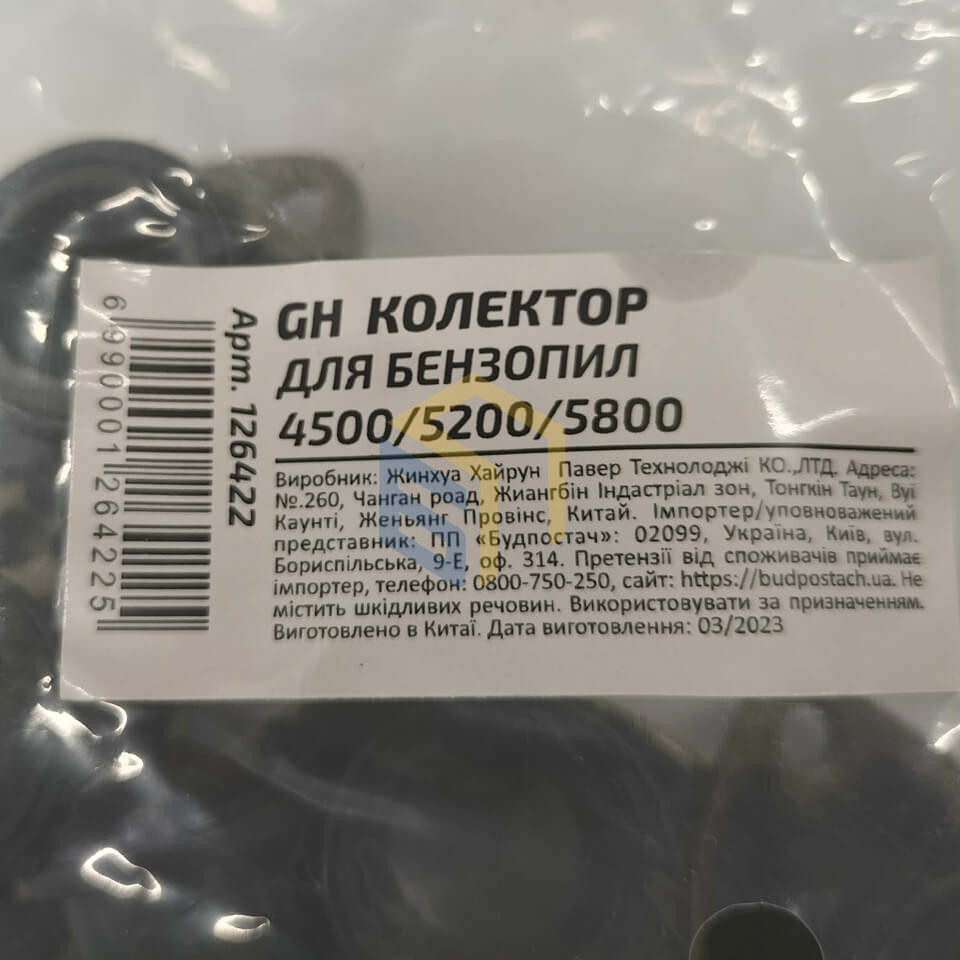 GH КОЛЕКТОР
ДЛЯ БЕНЗОПИЛ
4500/5200/5800
Виробник: Жинхуа Хайрун Павер Технолоджі КО.,ЛТД. Адреса:
№.260, Чанган роад, Жиангбін Індастріал зон, Тонгкін Таун, Вуї
Каунті, Женьянг Провінс, Китай. Імпортер/уповноважений
представник: ПП «Будпостач»: 02099, Україна, Київ, вул.
Бориспільська, 9-Е, оф. 314. Претензії від споживачів приймає
імпортер, телефон: 0800-750-250, сайт: https://budpostach.ua. Не
містить шкідливих речовин. Використовувати за призначенням.
Виготовлено в Китаї. Дата виготовлення: 03/2023
Арт. 126422
6990001264225